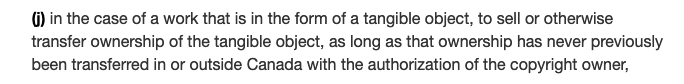 (j) in the case of a work that is in the form of a tangible object, to sell or otherwise
transfer ownership of the tangible object, as long as that ownership has never previously
been transferred in or outside Canada with the authorization of the copyright owner,